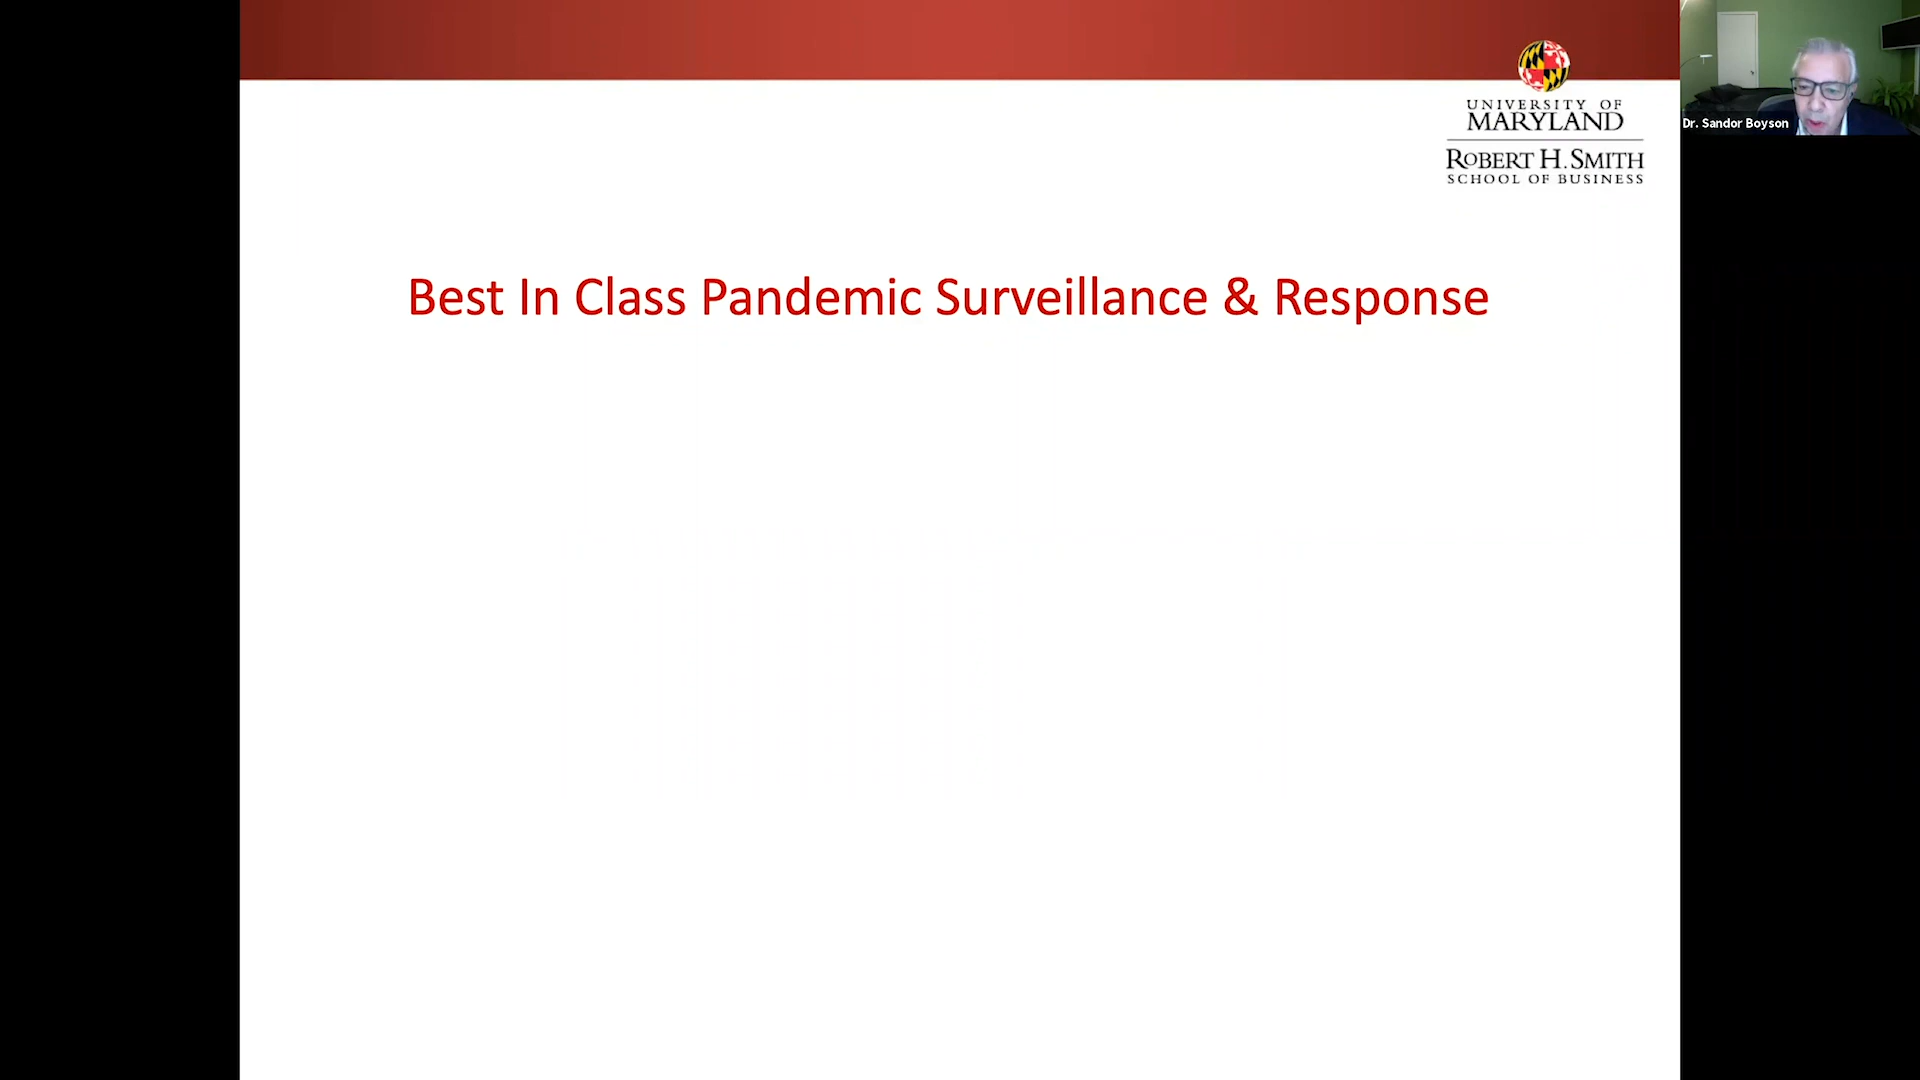 UNIVERSITY OF
MARYLAND
ROBERT H. SMITH
SCHOOL OF BUSINESS
Dr. Sandor Boyson
Best In Class Pandemic Surveillance & Response